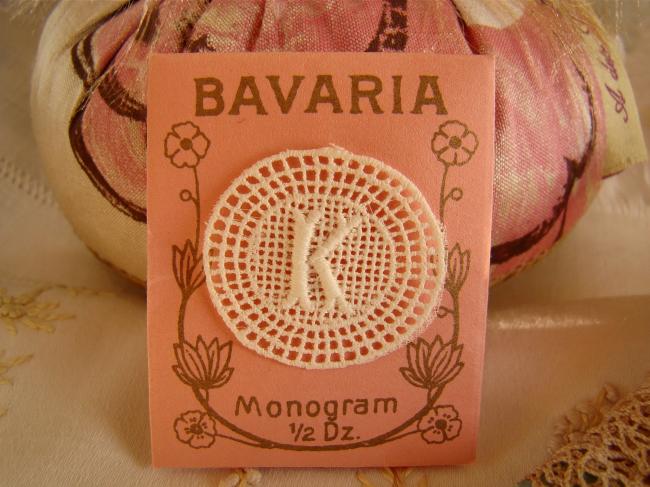 BAVARIA
K
Monogram
1/2 Dz.